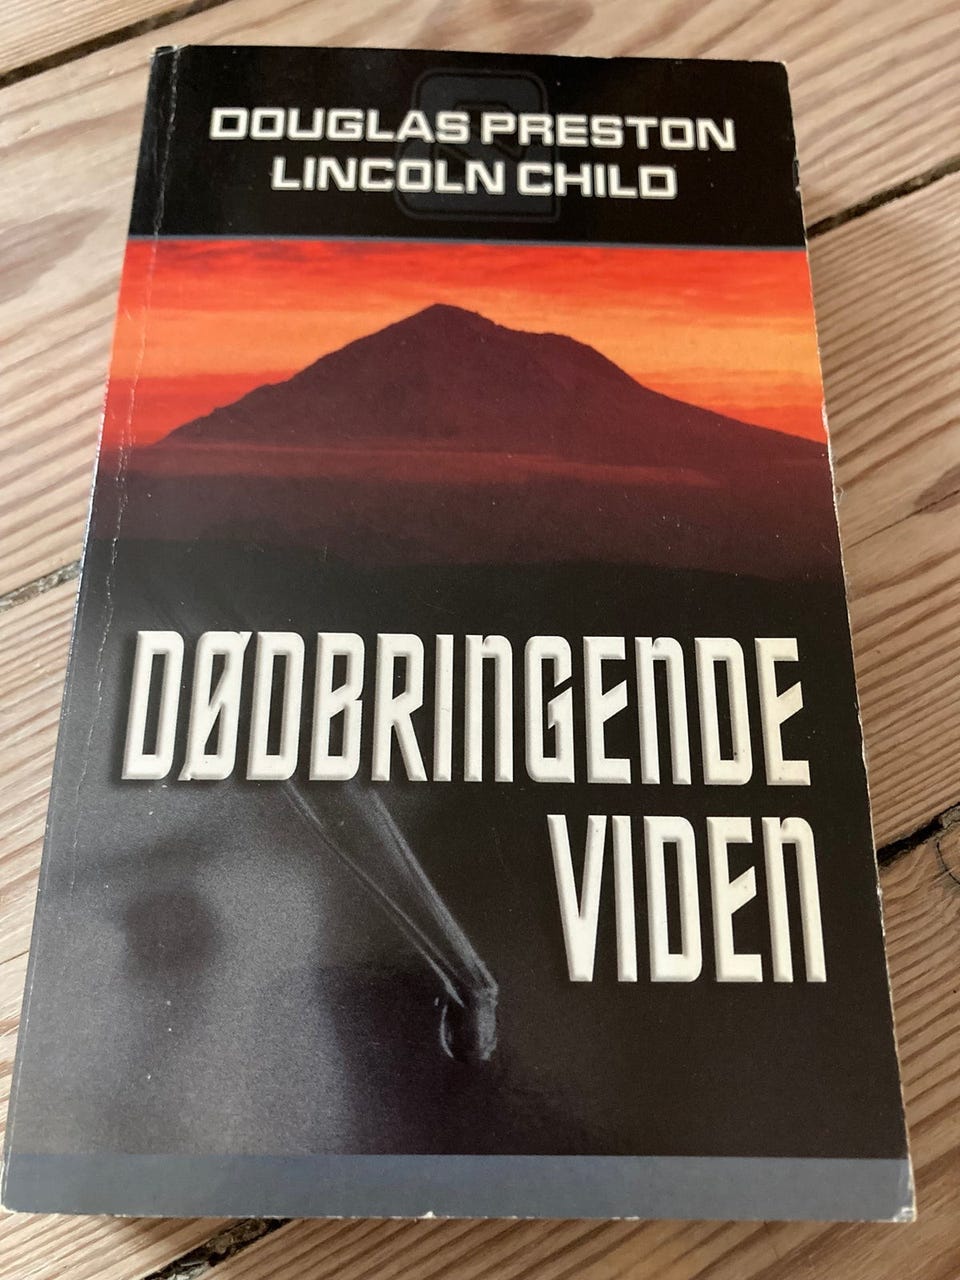 DOUGLAS PRESTON
LINCOLN CHILD
DØDBRINGENDE
VIDEN